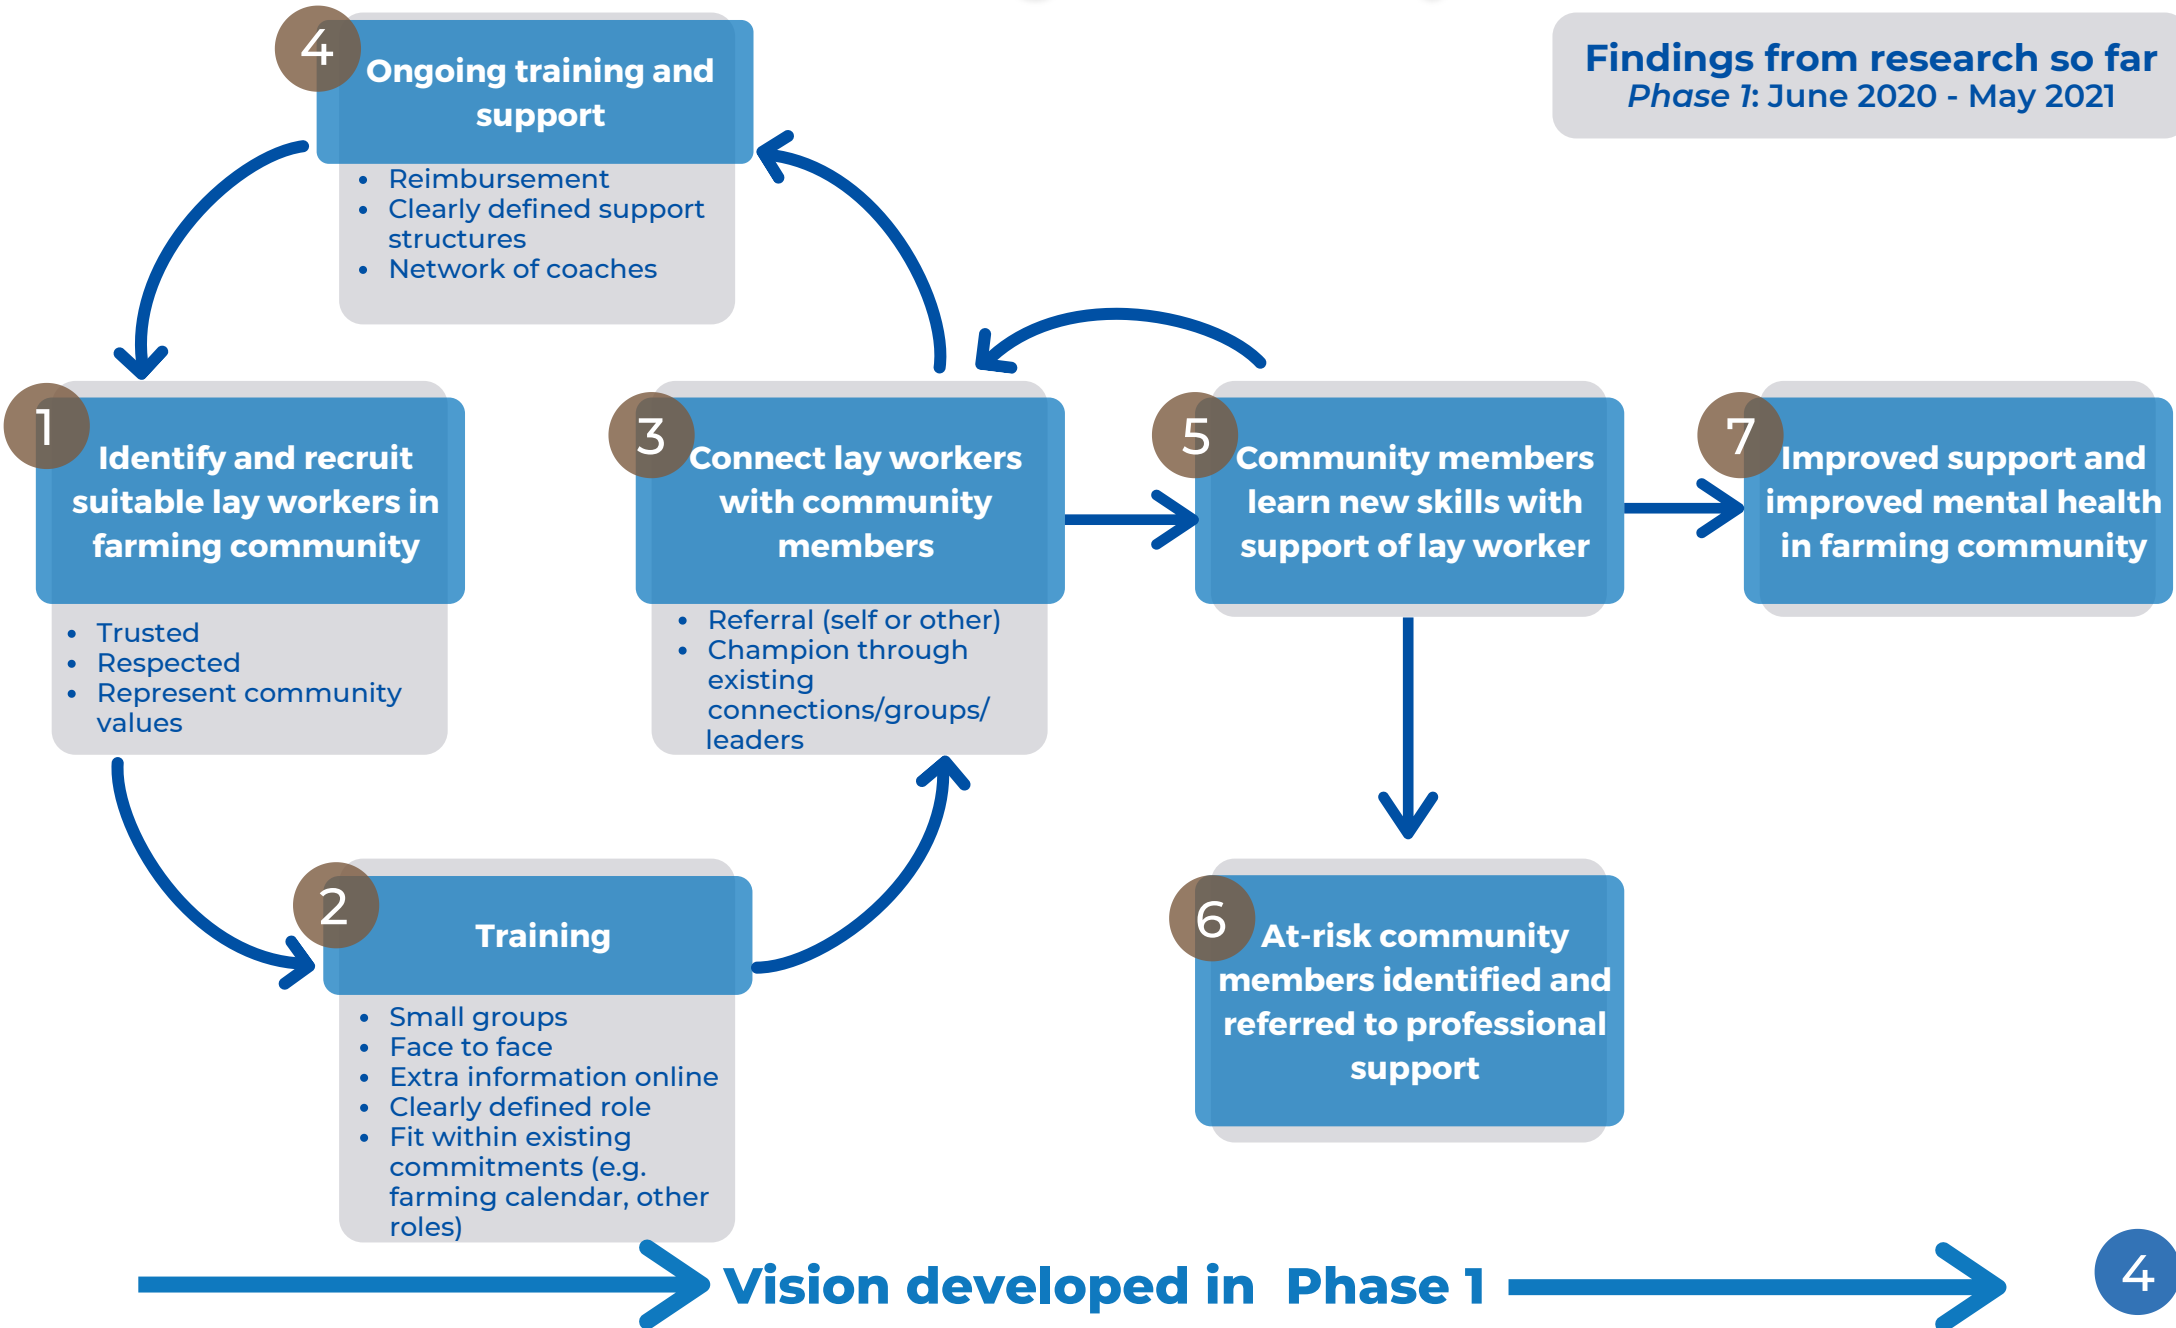 Findings from research so far
Phase 1: June 2020 - May 2021
4
Ongoing training and
support
• Reimbursement
• Clearly defined support
structures
• Network of coaches
1
Identify and recruit
suitable lay workers in
farming community
• Trusted
• Respected
• Represent community
values
3
Connect lay workers
with community
members
• Referral (self or other)
• Champion through
existing
connections/groups/
leaders
5
Community members
learn new skills with
support of lay worker
7
Improved support and
improved mental health
in farming community
2
Training
• Small groups
• Face to face
• Extra information online
• Clearly defined role
• Fit within existing
commitments (e.g.
farming calendar, other
roles)
6
At-risk community
members identified and
referred to professional
support
Vision developed in Phase 1
4